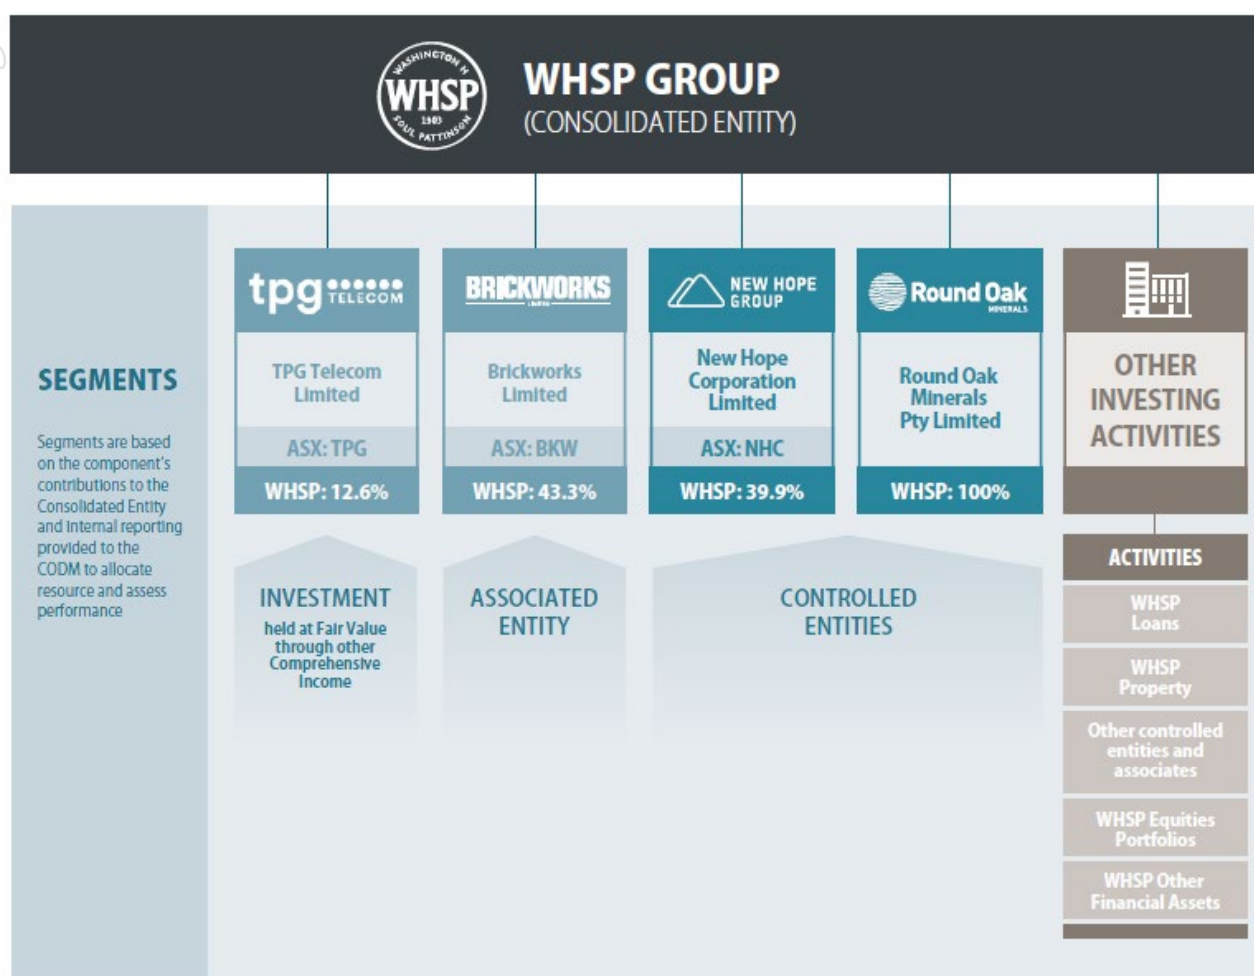 WASHINGTON H
WHSP
1903
SOUL PATTINSON
WHSP GROUP
(CONSOLIDATED ENTITY)
SEGMENTS
Segments are based
on the component's
contributions to the
Consolidated Entity
and internal reporting
provided to the
CODM to allocate
resource and assess
performance
tpg TELECOM
TPG Telecom
Limited
ASX: TPG
WHSP: 12.6%
INVESTMENT
held at Fair Value
through other
Comprehensive
Income
BRICKWORKS
LIMITED
Brickworks
Limited
ASX: BKW
WHSP: 43.3%
ASSOCIATED
ENTITY
NEW HOPE
GROUP
New Hope
Corporation
Limited
ASX: NHC
WHSP: 39.9%
Round Oak
MINERALS
Round Oak
Minerals
Pty Limited
WHSP: 100%
CONTROLLED
ENTITIES
OTHER
INVESTING
ACTIVITIES
ACTIVITIES
WHSP
Loans
WHSP
Property
Other controlled
entities and
associates
WHSP Equities
Portfolios
WHSP Other
Financial Assets